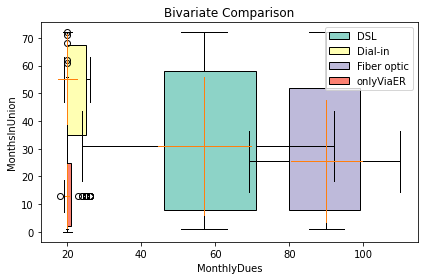 Bivariate Comparison
DSL
Dial-in
Fiber optic
onlyViaER
MonthsInUnion
70
60
50
40
30
20
10
0
20
40
60
80
100
MonthlyDues